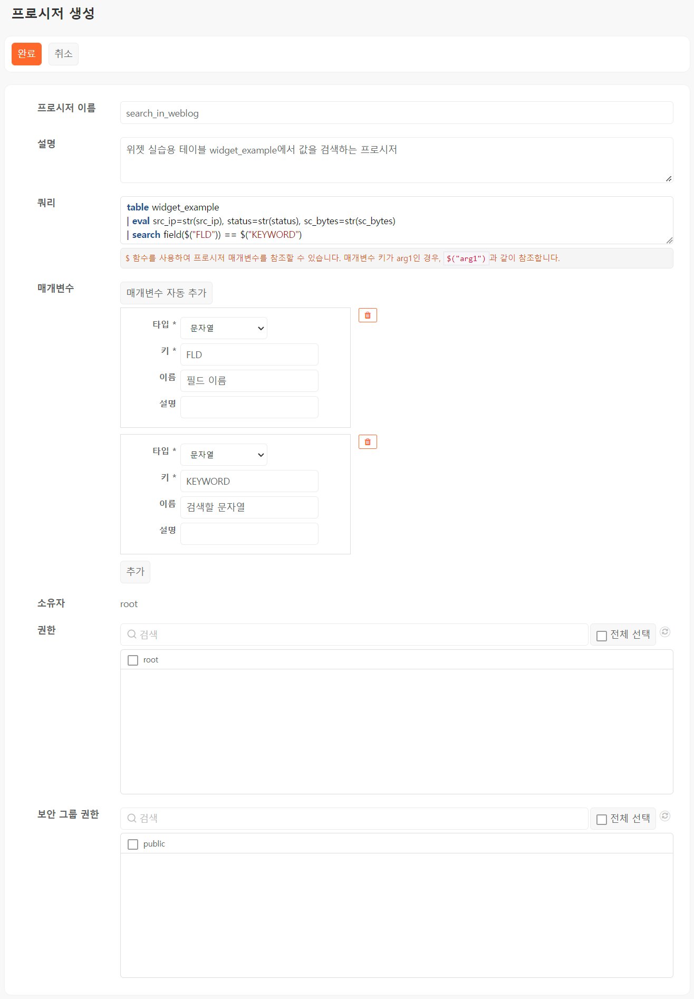 프로시저 생성
완료 취소
프로시저 이름 search_in_weblog
설명 위젯 실습용 테이블 widget_example에서 값을 검색하는 프로시저
쿼리 table widget_example
| eval src_ip=str(src_ip), status=str(status), sc_bytes=str(sc_bytes)
| search field($("FLD")) == $("KEYWORD")
$ 함수를 사용하여 프로시저 매개변수를 참조할 수 있습니다. 매개변수 키가 arg1인 경우, $("arg1") 과 같이 참조합니다.
매개변수 매개변수 자동 추가
타입 * 문자열
키 * FLD
이름 필드 이름
설명
타입 * 문자열
키 * KEYWORD
이름 검색할 문자열
설명
추가
소유자 root
권한 검색 전체 선택
root
보안 그룹 권한 검색 전체 선택
public